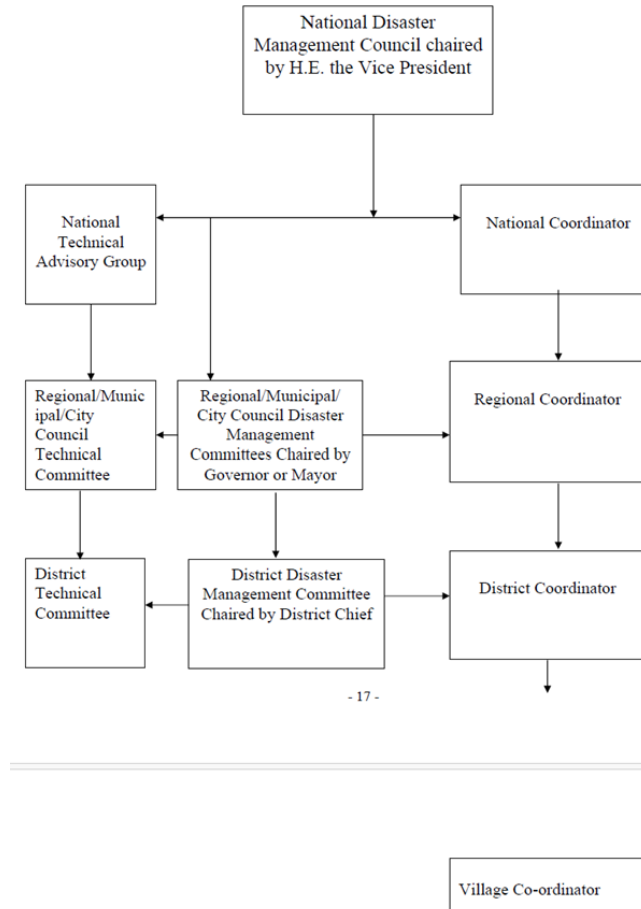 National Disaster
Management Council chaired
by H.E. the Vice President
National
Technical
Advisory Group
National Coordinator
Regional/Munic
ipal/City
Council
Technical
Committee
Regional/Municipal/
City Council Disaster
Management
Committees Chaired by
Governor or Mayor
Regional Coordinator
District
Technical
Committee
District Disaster
Management Committee
Chaired by District Chief
District Coordinator
- 17 -
Village Co-ordinator